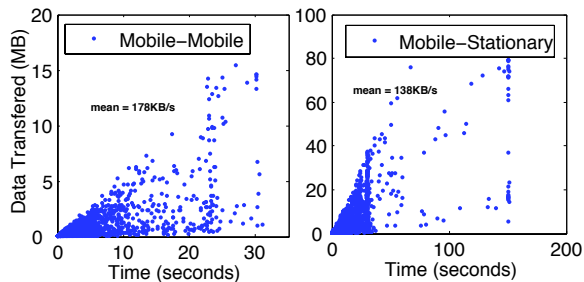 Mobile−Mobile
mean = 178KB/s
Data Transfered (MB)
20
15
10
5
0
0
10
20
30
Time (seconds)
Mobile−Stationary
mean = 138KB/s
100
80
60
40
20
0
0
100
200
Time (seconds)